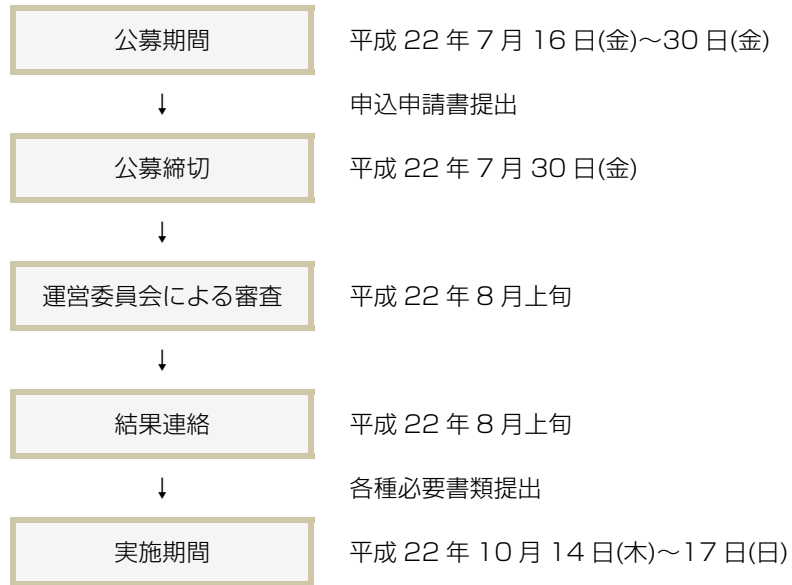 公募期間 平成 22 年 7 月 16 日(金)～30 日(金)
↓ 申込申請書提出
公募締切 平成 22 年 7 月 30 日(金)
↓
運営委員会による審査 平成 22 年 8 月上旬
↓
結果連絡 平成 22 年 8 月上旬
↓ 各種必要書類提出
実施期間 平成 22 年 10 月 14 日(木)～17 日(日)